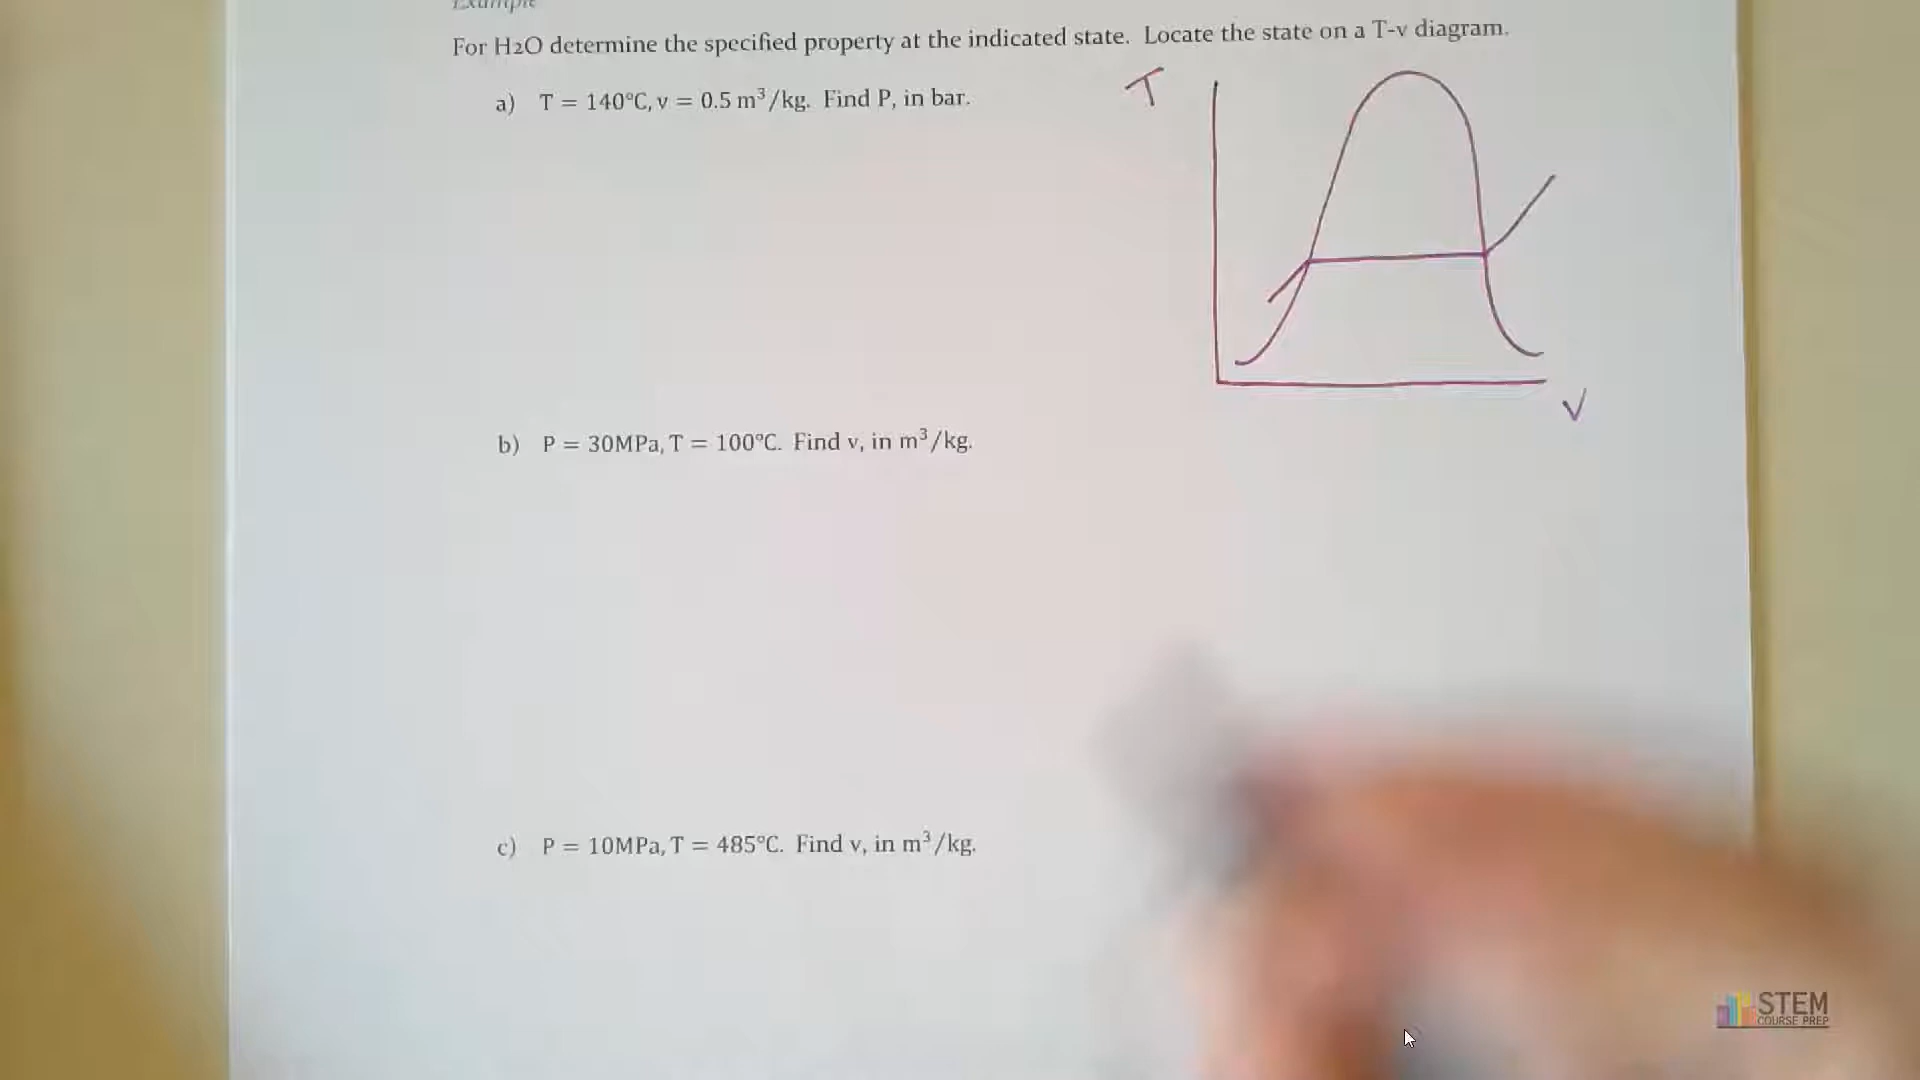 Example
For H2O determine the specified property at the indicated state. Locate the state on a T-v diagram.
T
a) T = 140°C, v = 0.5 m³/kg. Find P, in bar.
V
b) P = 30MPa, T = 100°C. Find v, in m³/kg.
c) P = 10MPa, T = 485°C. Find v, in m³/kg.
STEM
COURSE PREP